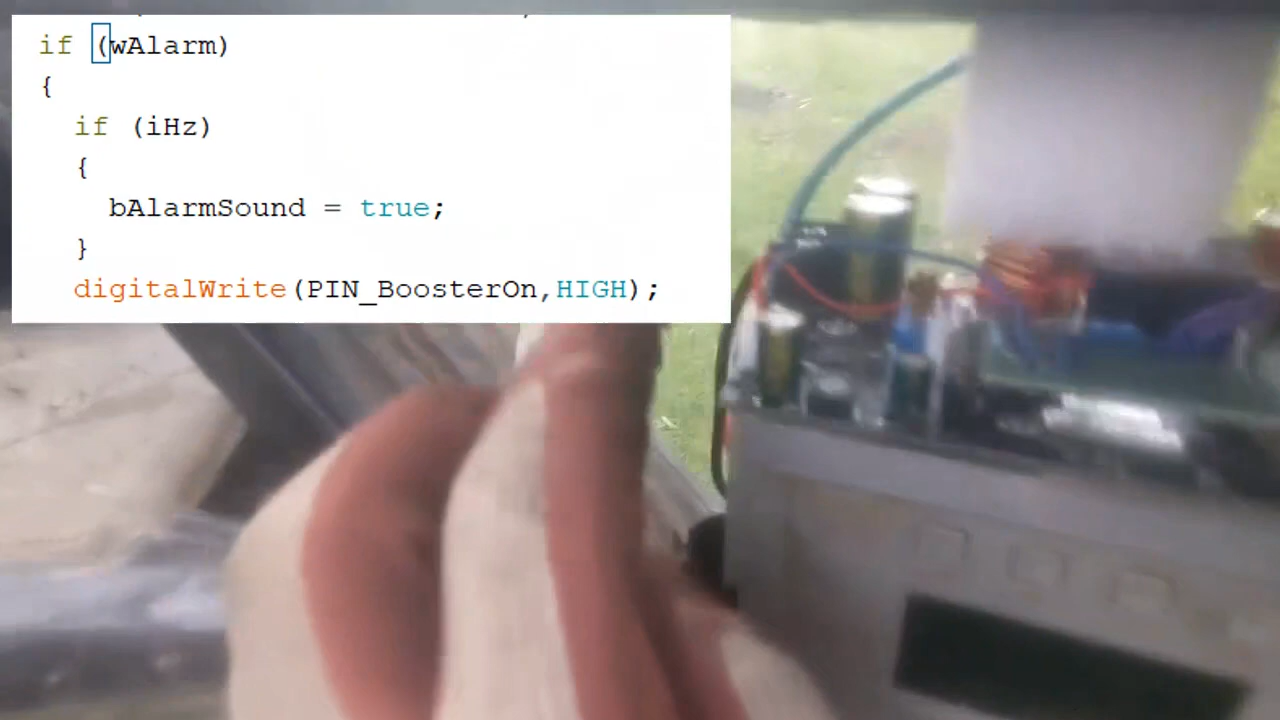 if (wAlarm)
{
if (iHz)
{
bAlarmSound = true;
}
digitalWrite(PIN_BoosterOn,HIGH);